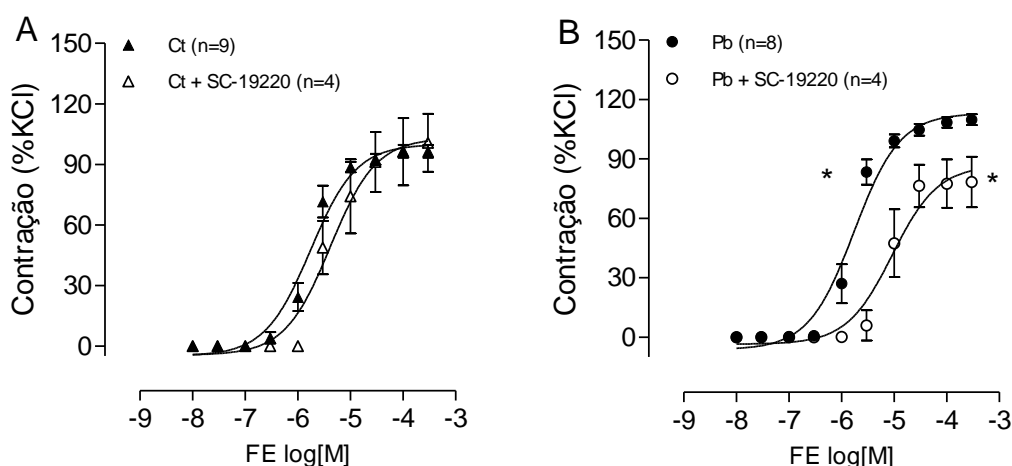 A
Ct (n=9)
Ct + SC-19220 (n=4)
Contração (%KCl)
150
120
90
60
30
0
-9 -8 -7 -6 -5 -4 -3
FE log[M]
B
Pb (n=8)
Pb + SC-19220 (n=4)
Contração (%KCl)
150
120
90
60
30
0
*
*
-9 -8 -7 -6 -5 -4 -3
FE log[M]